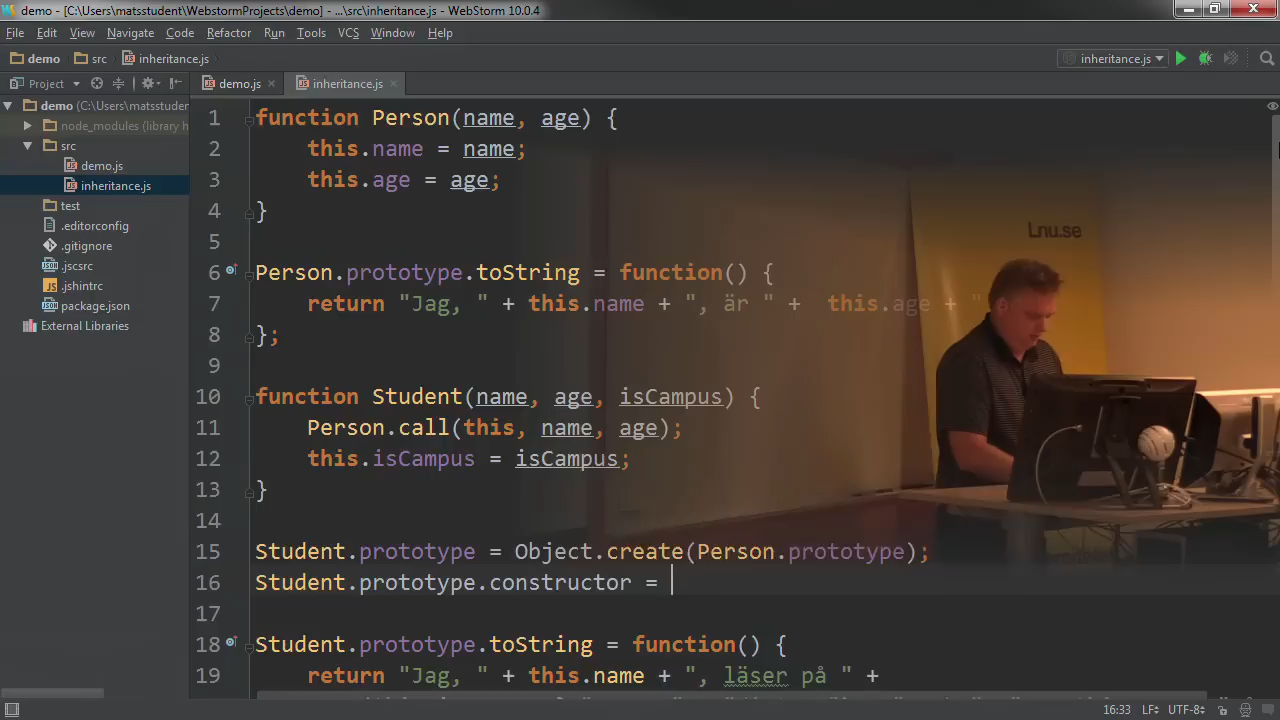 demo - [C:\Users\matsstudent\WebstormProjects\demo] - ...\src\inheritance.js - WebStorm 10.0.4
File Edit View Navigate Code Refactor Run Tools VCS Window Help
demo src inheritance.js inheritance.js
Project demo.js inheritance.js
demo (C:\Users\matsstuden
node_modules (library h
src
demo.js
inheritance.js
test
.editorconfig
.gitignore
.jscsrc
.jshintrc
package.json
External Libraries
1 function Person(name, age) {
2 this.name = name;
3 this.age = age;
4 }
5
6 Person.prototype.toString = function() {
7 return "Jag, " + this.name + ", är " + this.age + "
8 };
9
10 function Student(name, age, isCampus) {
11 Person.call(this, name, age);
12 this.isCampus = isCampus;
13 }
14
15 Student.prototype = Object.create(Person.prototype);
16 Student.prototype.constructor =
17
18 Student.prototype.toString = function() {
19 return "Jag, " + this.name + ", läser på " +
Lnu.se
16:33 LF UTF-8